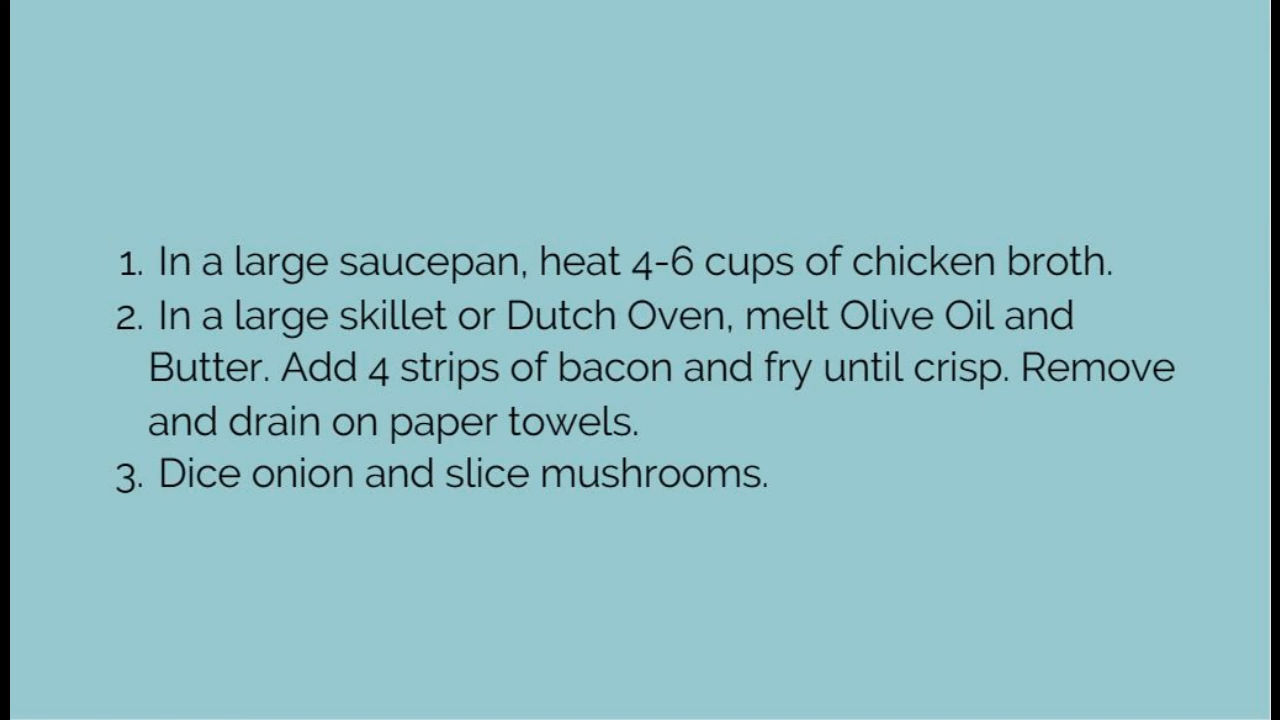 1. In a large saucepan, heat 4-6 cups of chicken broth.
2. In a large skillet or Dutch Oven, melt Olive Oil and
Butter. Add 4 strips of bacon and fry until crisp. Remove
and drain on paper towels.
3. Dice onion and slice mushrooms.